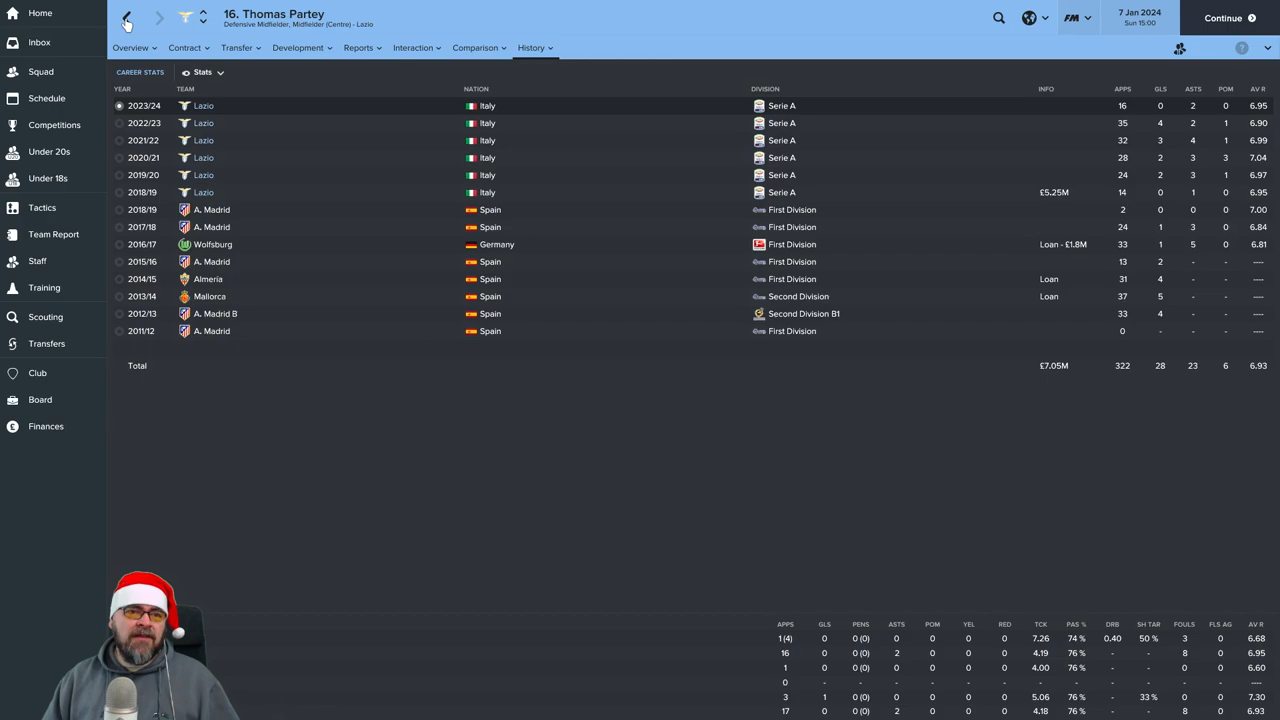 Home
Inbox
Squad
Schedule
Competitions
Under 20s
Under 18s
Tactics
Team Report
Staff
Training
Scouting
Transfers
Club
Board
Finances
16. Thomas Partey
Defensive Midfielder, Midfielder (Centre) - Lazio
FM
7 Jan 2024
Sun 15:00
Continue
Overview Contract Transfer Development Reports Interaction Comparison History
CAREER STATS Stats
YEAR TEAM NATION DIVISION INFO APPS GLS ASTS POM AV R
2023/24 Lazio Italy Serie A 16 0 2 0 6.95
2022/23 Lazio Italy Serie A 35 4 2 1 6.90
2021/22 Lazio Italy Serie A 32 3 4 1 6.99
2020/21 Lazio Italy Serie A 28 2 3 3 7.04
2019/20 Lazio Italy Serie A 24 2 3 1 6.97
2018/19 Lazio Italy Serie A £5.25M 14 0 1 0 6.95
2018/19 A. Madrid Spain First Division 2 0 0 0 7.00
2017/18 A. Madrid Spain First Division 24 1 3 0 6.84
2016/17 Wolfsburg Germany First Division Loan - £1.8M 33 1 5 0 6.81
2015/16 A. Madrid Spain First Division 13 2 - - ----
2014/15 Almería Spain First Division Loan 31 4 - - ----
2013/14 Mallorca Spain Second Division Loan 37 5 - - ----
2012/13 A. Madrid B Spain Second Division B1 33 4 - - ----
2011/12 A. Madrid Spain First Division 0 - - - ----
Total £7.05M 322 28 23 6 6.93
APPS GLS PENS ASTS POM YEL RED TCK PAS % DRB SH TAR FOULS FLS AG AV R
1 (4) 0 0 (0) 0 0 0 0 7.26 74 % 0.40 50 % 3 0 6.68
16 0 0 (0) 2 0 0 0 4.19 76 % - - 8 0 6.95
1 0 0 (0) 0 0 0 0 4.00 76 % - - 0 0 6.60
0 - - - - - - - - - - - - ----
3 1 0 (0) 0 0 0 0 5.06 76 % - 33 % 0 0 7.30
17 0 0 (0) 2 0 0 0 4.18 76 % - - 8 0 6.93